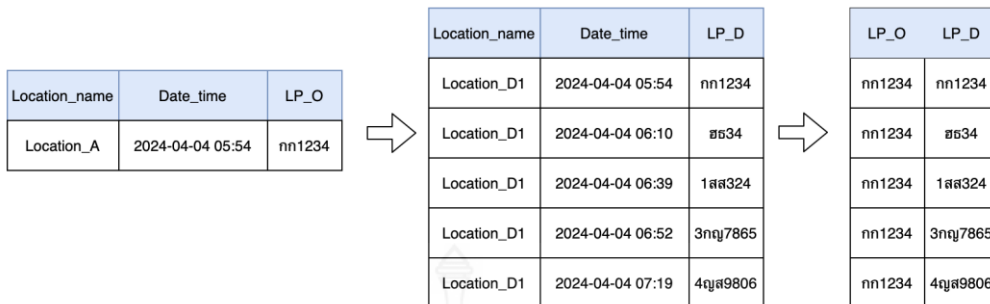 Location_name Date_time LP_O
Location_A 2024-04-04 05:54 กก1234
Location_name Date_time LP_D
Location_D1 2024-04-04 05:54 กก1234
Location_D1 2024-04-04 06:10 ฮธ34
Location_D1 2024-04-04 06:39 1สส324
Location_D1 2024-04-04 06:52 3กญ7865
Location_D1 2024-04-04 07:19 4ญส9806
LP_O LP_D
กก1234 กก1234
กก1234 ฮธ34
กก1234 1สส324
กก1234 3กญ7865
กก1234 4ญส9806